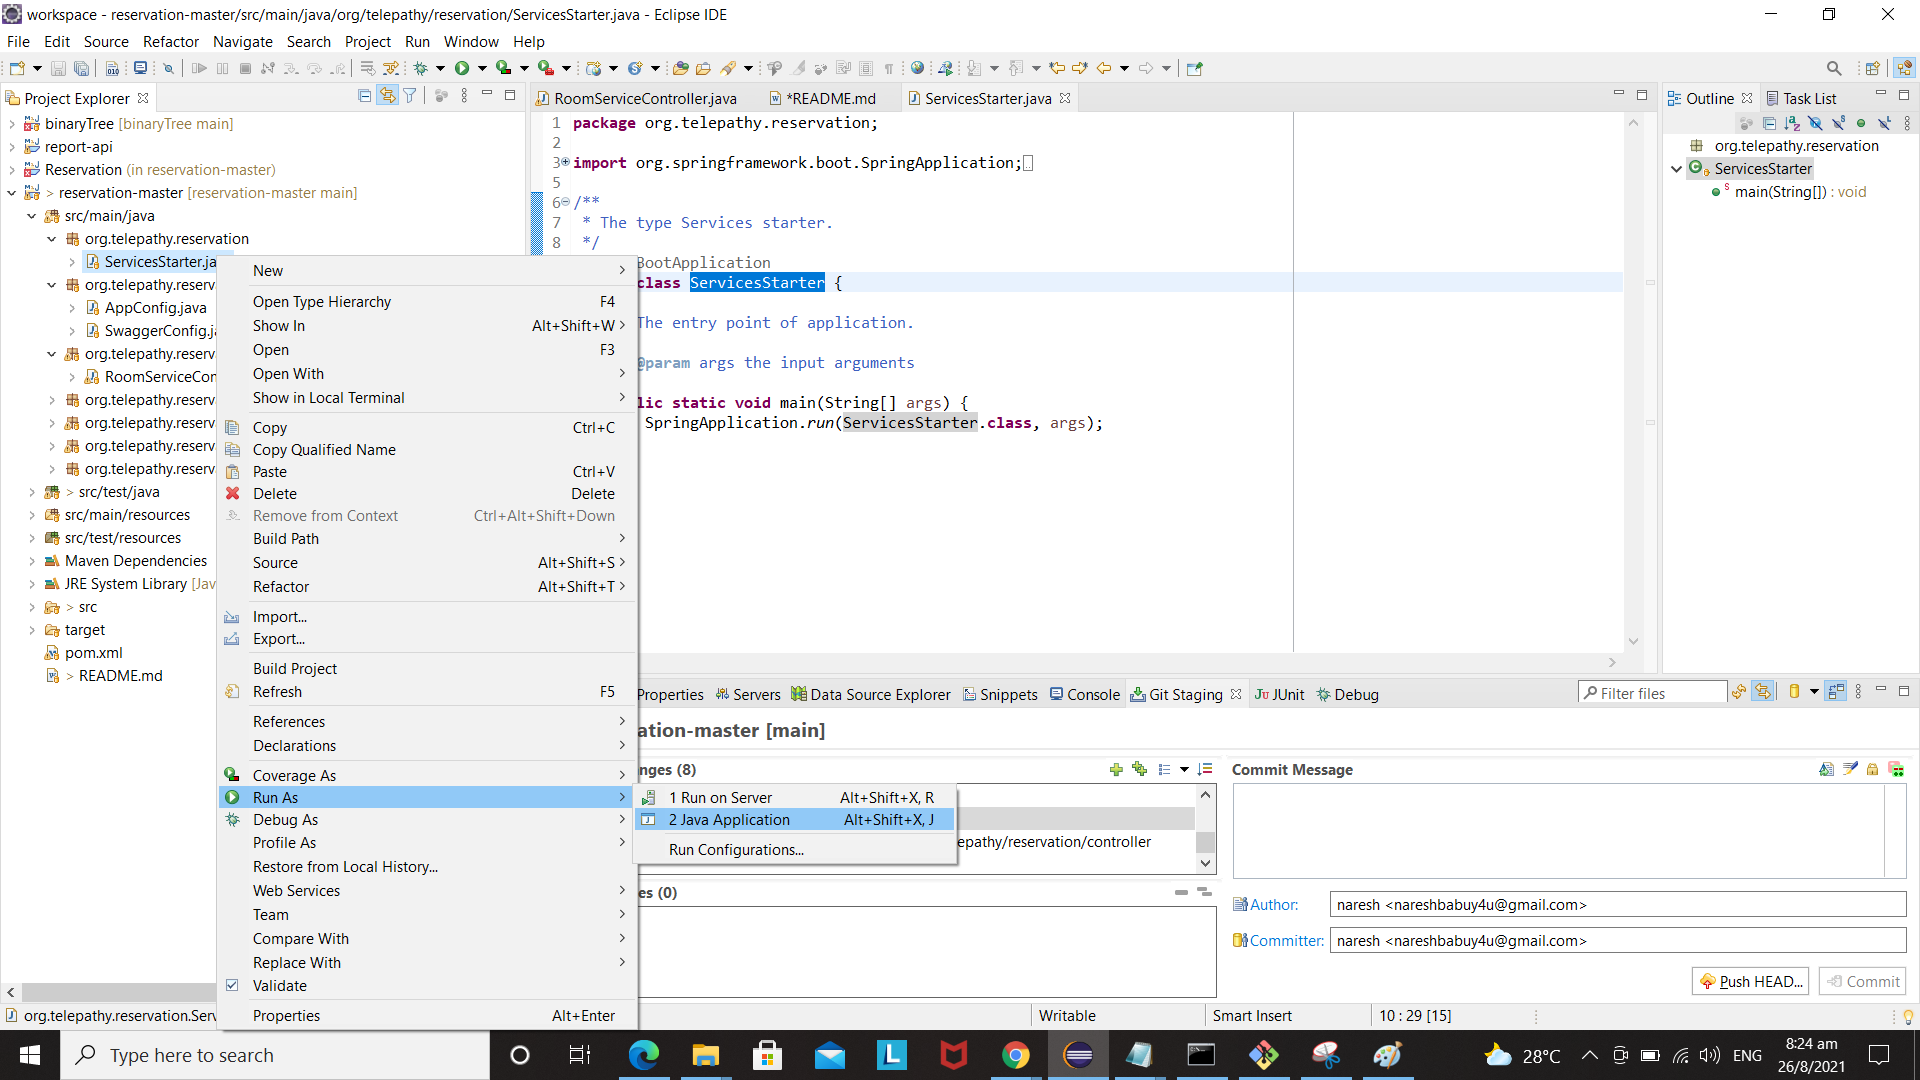 workspace - reservation-master/src/main/java/org/telepathy/reservation/ServicesStarter.java - Eclipse IDE
File Edit Source Refactor Navigate Search Project Run Window Help
Project Explorer
binaryTree [binaryTree main]
report-api
Reservation (in reservation-master)
> reservation-master [reservation-master main]
src/main/java
org.telepathy.reservation
ServicesStarter.ja
org.telepathy.reserv
AppConfig.java
SwaggerConfig.j
org.telepathy.reserv
RoomServiceCon
org.telepathy.reserv
org.telepathy.reserv
org.telepathy.reserv
org.telepathy.reserv
> src/test/java
src/main/resources
src/test/resources
Maven Dependencies
JRE System Library [Jav
> src
target
pom.xml
> README.md
New
Open Type Hierarchy F4
Show In Alt+Shift+W
Open F3
Open With
Show in Local Terminal
Copy Ctrl+C
Copy Qualified Name
Paste Ctrl+V
Delete Delete
Remove from Context Ctrl+Alt+Shift+Down
Build Path
Source Alt+Shift+S
Refactor Alt+Shift+T
Import...
Export...
Build Project
Refresh F5
References
Declarations
Coverage As
Run As
Debug As
Profile As
Restore from Local History...
Web Services
Team
Compare With
Replace With
Validate
Properties Alt+Enter
1 Run on Server Alt+Shift+X, R
2 Java Application Alt+Shift+X, J
Run Configurations...
RoomServiceController.java *README.md ServicesStarter.java
1 package org.telepathy.reservation;
2
3 import org.springframework.boot.SpringApplication;
5
6 /**
7 * The type Services starter.
8 */
BootApplication
class ServicesStarter {
The entry point of application.
@param args the input arguments
lic static void main(String[] args) {
SpringApplication.run(ServicesStarter.class, args);
Outline Task List
org.telepathy.reservation
ServicesStarter
main(String[]) : void
Properties Servers Data Source Explorer Snippets Console Git Staging JUnit Debug
Filter files
ation-master [main]
nges (8)
epathy/reservation/controller
es (0)
Commit Message
Author: naresh <nareshbabuy4u@gmail.com>
Committer: naresh <nareshbabuy4u@gmail.com>
Push HEAD... Commit
org.telepathy.reservation.Serv
Writable Smart Insert 10 : 29 [15]
Type here to search
28°C ENG
8:24 am
26/8/2021